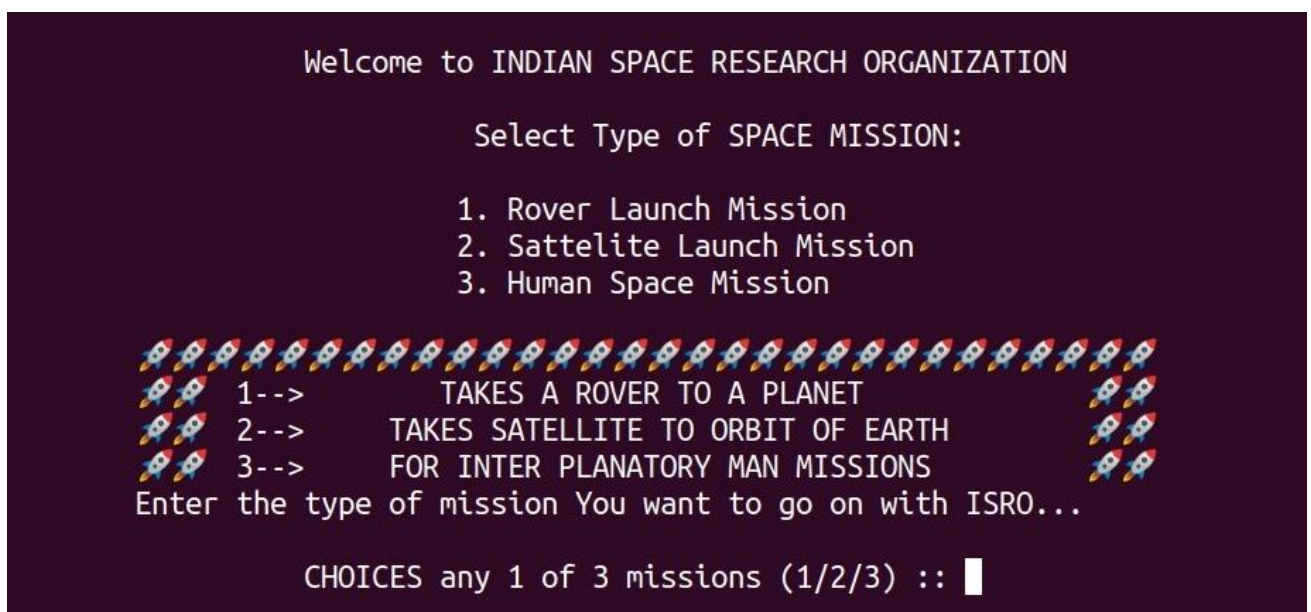 Welcome to INDIAN SPACE RESEARCH ORGANIZATION
Select Type of SPACE MISSION:
1. Rover Launch Mission
2. Sattelite Launch Mission
3. Human Space Mission
1--> TAKES A ROVER TO A PLANET
2--> TAKES SATELLITE TO ORBIT OF EARTH
3--> FOR INTER PLANATORY MAN MISSIONS
Enter the type of mission You want to go on with ISRO...
CHOICES any 1 of 3 missions (1/2/3) ::